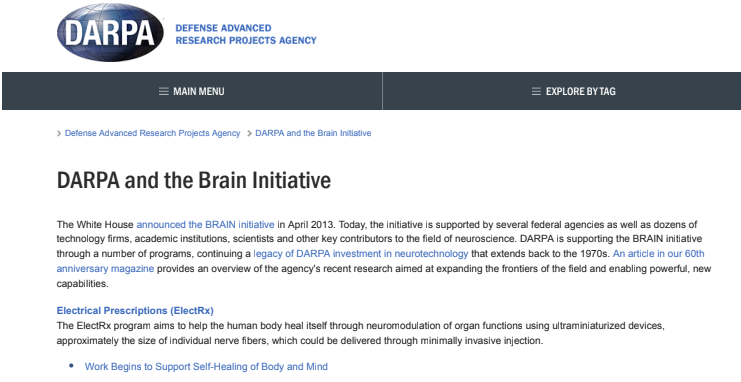 DARPA
DEFENSE ADVANCED
RESEARCH PROJECTS AGENCY
MAIN MENU
EXPLORE BY TAG
Defense Advanced Research Projects Agency
DARPA and the Brain Initiative
DARPA and the Brain Initiative
The White House announced the BRAIN initiative in April 2013. Today, the initiative is supported by several federal agencies as well as dozens of
technology firms, academic institutions, scientists and other key contributors to the field of neuroscience. DARPA is supporting the BRAIN initiative
through a number of programs, continuing a legacy of DARPA investment in neurotechnology that extends back to the 1970s. An article in our 60th
anniversary magazine provides an overview of the agency's recent research aimed at expanding the frontiers of the field and enabling powerful, new
capabilities.
Electrical Prescriptions (ElectRx)
The ElectRx program aims to help the human body heal itself through neuromodulation of organ functions using ultraminiaturized devices,
approximately the size of individual nerve fibers, which could be delivered through minimally invasive injection.
• Work Begins to Support Self-Healing of Body and Mind